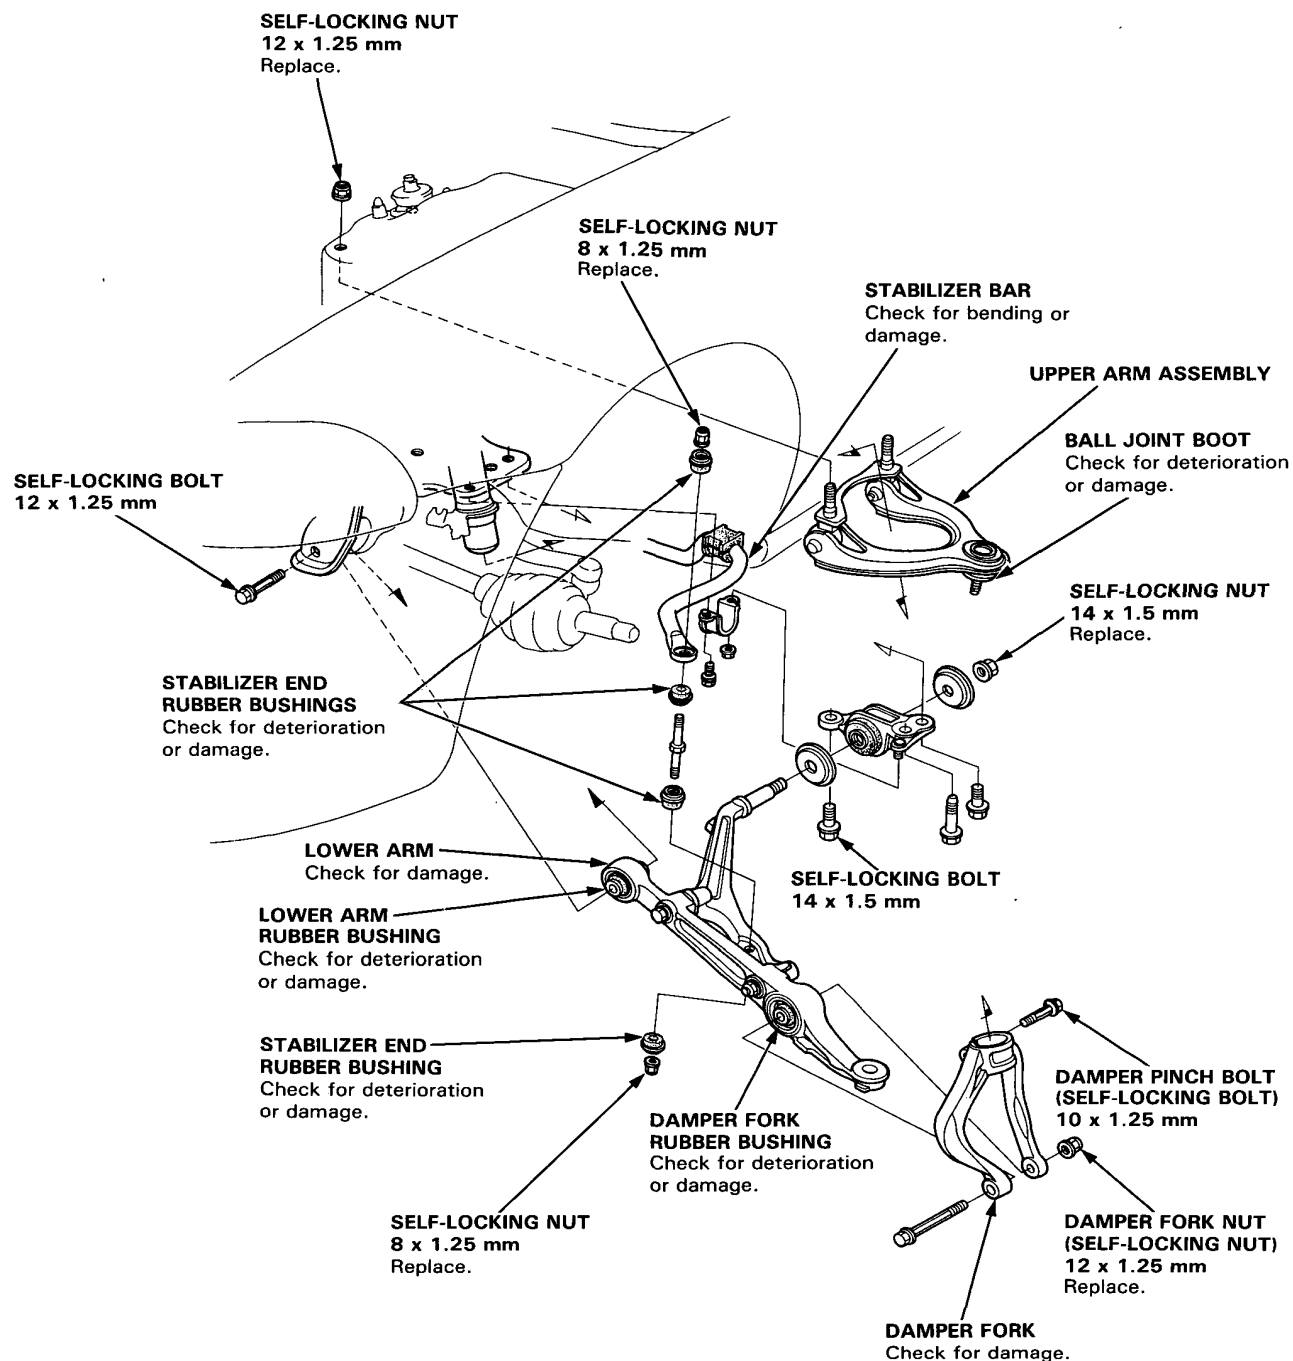 SELF-LOCKING NUT
12 x 1.25 mm
Replace.
SELF-LOCKING NUT
8 x 1.25 mm
Replace.
STABILIZER BAR
Check for bending or
damage.
UPPER ARM ASSEMBLY
BALL JOINT BOOT
Check for deterioration
or damage.
SELF-LOCKING BOLT
12 x 1.25 mm
SELF-LOCKING NUT
14 x 1.5 mm
Replace.
STABILIZER END
RUBBER BUSHINGS
Check for deterioration
or damage.
LOWER ARM
Check for damage.
SELF-LOCKING BOLT
14 x 1.5 mm
LOWER ARM
RUBBER BUSHING
Check for deterioration
or damage.
STABILIZER END
RUBBER BUSHING
Check for deterioration
or damage.
DAMPER PINCH BOLT
(SELF-LOCKING BOLT)
10 x 1.25 mm
DAMPER FORK
RUBBER BUSHING
Check for deterioration
or damage.
SELF-LOCKING NUT
8 x 1.25 mm
Replace.
DAMPER FORK NUT
(SELF-LOCKING NUT)
12 x 1.25 mm
Replace.
DAMPER FORK
Check for damage.